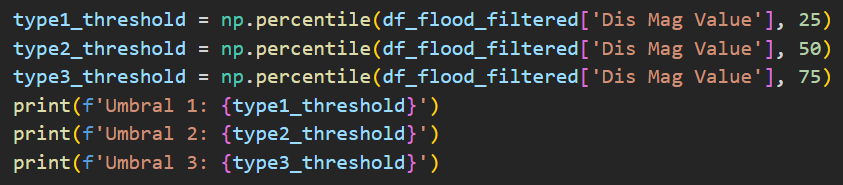 type1_threshold = np.percentile(df_flood_filtered['Dis Mag Value'], 25)
type2_threshold = np.percentile(df_flood_filtered['Dis Mag Value'], 50)
type3_threshold = np.percentile(df_flood_filtered['Dis Mag Value'], 75)
print(f'Umbral 1: {type1_threshold}')
print(f'Umbral 2: {type2_threshold}')
print(f'Umbral 3: {type3_threshold}')